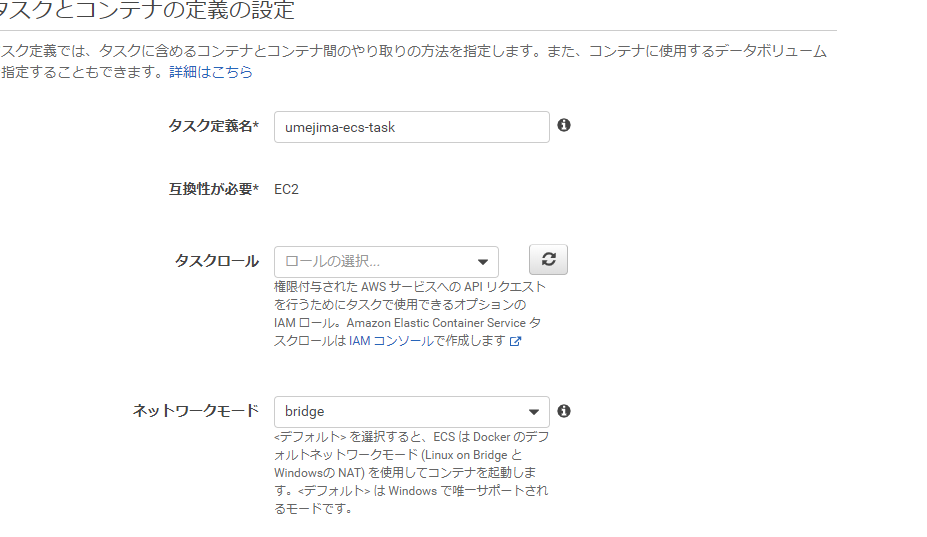 タスクとコンテナの定義の設定
スク定義では、タスクに含めるコンテナとコンテナ間のやり取りの方法を指定します。また、コンテナに使用するデータボリューム
指定することもできます。詳細はこちら
タスク定義名* umejima-ecs-task
互換性が必要* EC2
タスクロール ロールの選択...
権限付与された AWS サービスへの API リクエスト
を行うためにタスクで使用できるオプションの
IAM ロール。Amazon Elastic Container Service タ
スクロールは IAM コンソールで作成します
ネットワークモード bridge
<デフォルト> を選択すると、ECS は Docker のデフ
ォルトネットワークモード (Linux on Bridge と
Windowsの NAT) を使用してコンテナを起動しま
す。<デフォルト> は Windows で唯一サポートされ
るモードです。